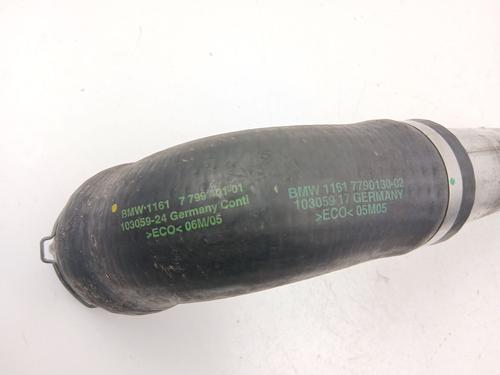 BMW 1161 7 799 01-01
103059-24 Germany Conti
>ECO< 06M/05
BMW 1161 7790130-02
103059 17 GERMANY
>ECO< 05M05